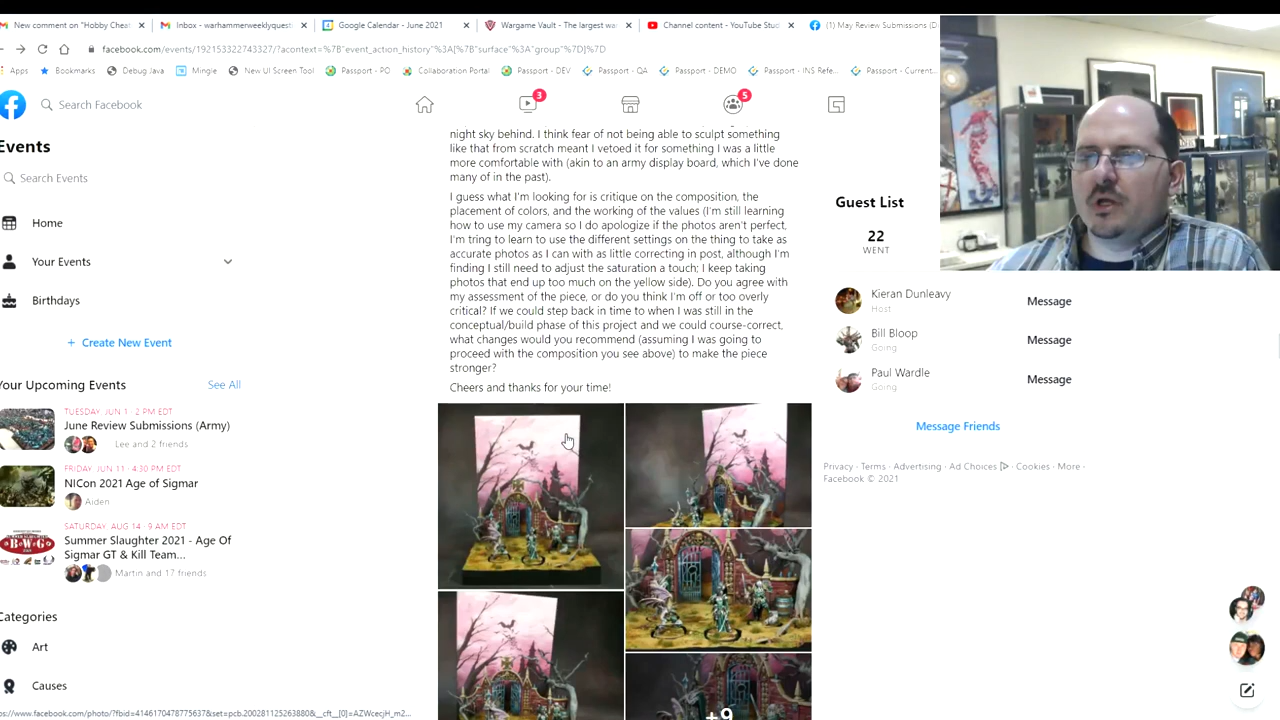 New comment on "Hobby Cheat
Inbox - warhammerweeklyquest
Google Calendar - June 2021
Wargame Vault - The largest wa
Channel content - YouTube Stud
(1) May Review Submissions (D
facebook.com/events/192153322743327/?acontext=%7B"event_action_history"%3A[%7B"surface"%3A"group"%7D]%7D
Apps
Bookmarks
Debug Java
Mingle
New UI Screen Tool
Passport - PO
Collaboration Portal
Passport - DEV
Passport - QA
Passport - DEMO
Passport - INS Refe...
Passport - Current...
Search Facebook
3
5
Events
Search Events
Home
Your Events
Birthdays
+ Create New Event
Your Upcoming Events
See All
TUESDAY, JUN 1 · 2 PM EDT
June Review Submissions (Army)
Lee and 2 friends
FRIDAY, JUN 11 · 4:30 PM EDT
NICon 2021 Age of Sigmar
Aiden
SATURDAY, AUG 14 · 9 AM EDT
Summer Slaughter 2021 - Age Of
Sigmar GT & Kill Team...
Martin and 17 friends
Categories
Art
Causes
night sky behind. I think fear of not being able to sculpt something
like that from scratch meant I vetoed it for something I was a little
more comfortable with (akin to an army display board, which I've done
many of in the past).
I guess what I'm looking for is critique on the composition, the
placement of colors, and the working of the values (I'm still learning
how to use my camera so I do apologize if the photos aren't perfect,
I'm tring to learn to use the different settings on the thing to take as
accurate photos as I can with as little correcting in post, although I'm
finding I still need to adjust the saturation a touch; I keep taking
photos that end up too much on the yellow side). Do you agree with
my assessment of the piece, or do you think I'm off or too overly
critical? If we could step back in time to when I was still in the
conceptual/build phase of this project and we could course-correct,
what changes would you recommend (assuming I was going to
proceed with the composition you see above) to make the piece
stronger?
Cheers and thanks for your time!
+9
Guest List
22
WENT
Kieran Dunleavy
Host
Message
Bill Bloop
Going
Message
Paul Wardle
Going
Message
Message Friends
Privacy · Terms · Advertising · Ad Choices · Cookies · More ·
Facebook © 2021
ps://www.facebook.com/photo/?fbid=4146170478775637&set=pcb.2002811252638880&__cft__[0]=AZWcecjH_m2...